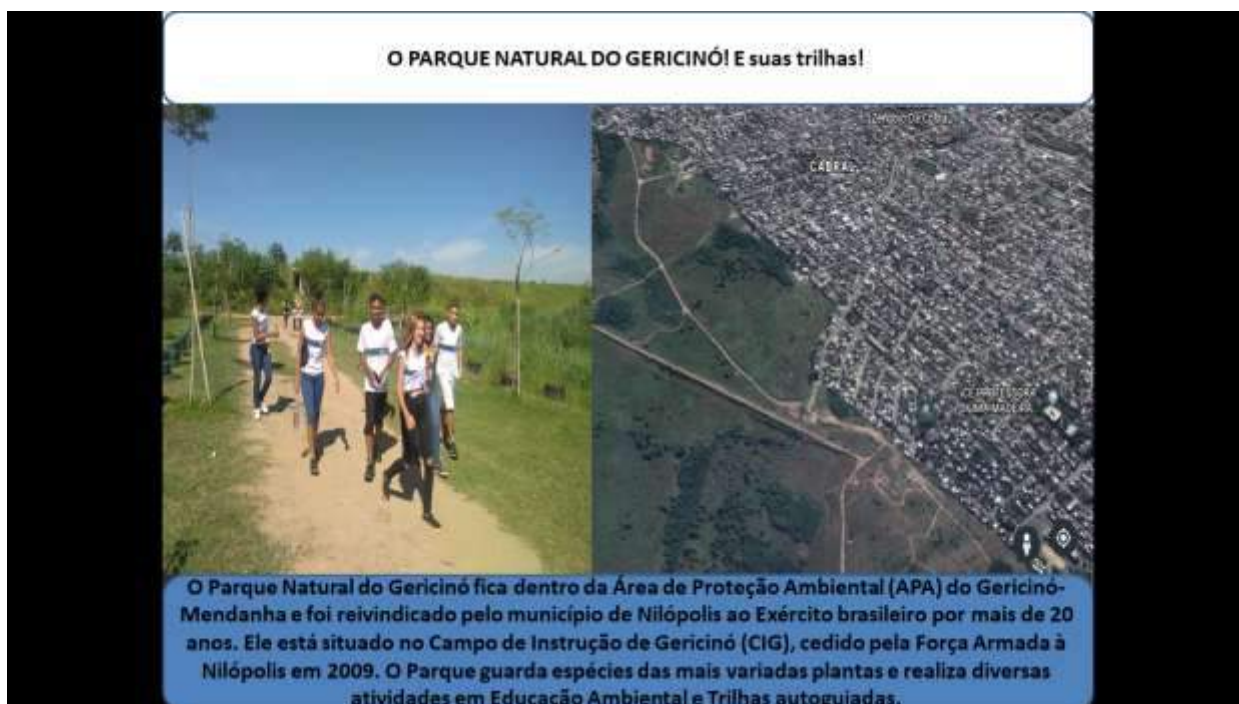 O PARQUE NATURAL DO GERICINÓ! E suas trilhas!
CABRAL
O Parque Natural do Gericinó fica dentro da Área de Proteção Ambiental (APA) do Gericinó-
Mendanha e foi reivindicado pelo município de Nilópolis ao Exército brasileiro por mais de 20
anos. Ele está situado no Campo de Instrução de Gericinó (CIG), cedido pela Força Armada à
Nilópolis em 2009. O Parque guarda espécies das mais variadas plantas e realiza diversas
atividades em Educação Ambiental e Trilhas autoguiadas.